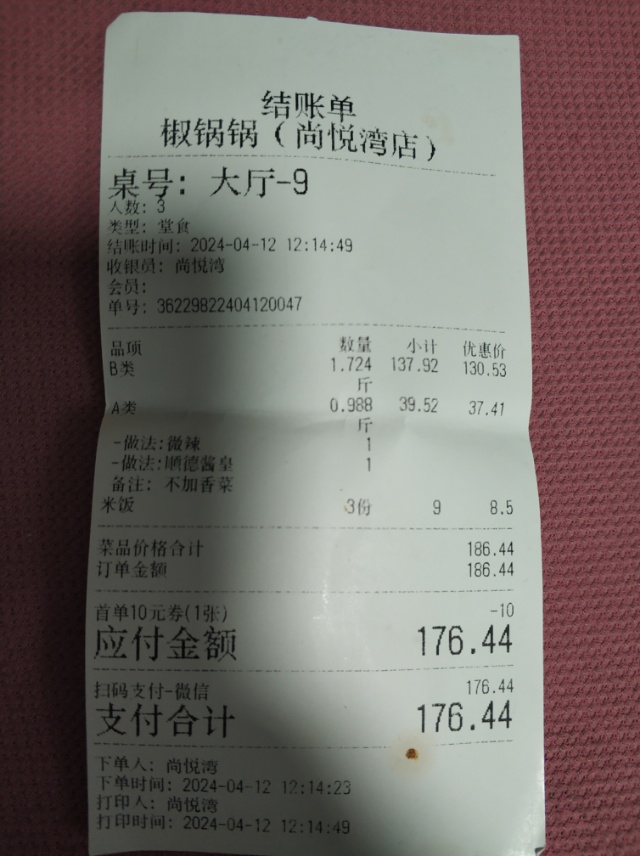 结账单
椒锅锅（尚悦湾店）
桌号: 大厅-9
人数: 3
类型: 堂食
结账时间: 2024-04-12 12:14:49
收银员: 尚悦湾
会员:
单号: 36229822404120047
品项 数量 小计 优惠价
B类 1.724 137.92 130.53
斤
A类 0.988 39.52 37.41
斤
-做法:微辣 1
-做法:顺德酱皇 1
备注: 不加香菜
米饭 3份 9 8.5
菜品价格合计 186.44
订单金额 186.44
首单10元券(1张) -10
应付金额 176.44
扫码支付-微信 176.44
支付合计 176.44
下单人: 尚悦湾
下单时间: 2024-04-12 12:14:23
打印人: 尚悦湾
打印时间: 2024-04-12 12:14:49